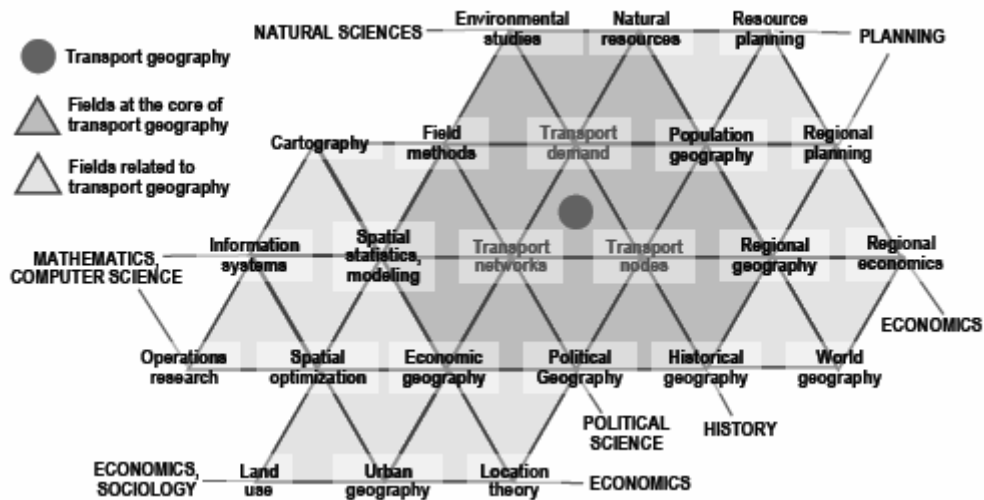 Environmental
studies
Natural
resources
Resource
planning
NATURAL SCIENCES
PLANNING
Transport geography
Fields at the core of
transport geography
Fields related to
transport geography
Cartography
Field
methods
Transport
demand
Population
geography
Regional
planning
MATHEMATICS,
COMPUTER SCIENCE
Information
systems
Spatial
statistics,
modeling
Transport
networks
Transport
nodes
Regional
geography
Regional
economics
ECONOMICS
Operations
research
Spatial
optimization
Economic
geography
Political
Geography
Historical
geography
World
geography
POLITICAL
SCIENCE
HISTORY
ECONOMICS,
SOCIOLOGY
Land
use
Urban
geography
Location
theory
ECONOMICS